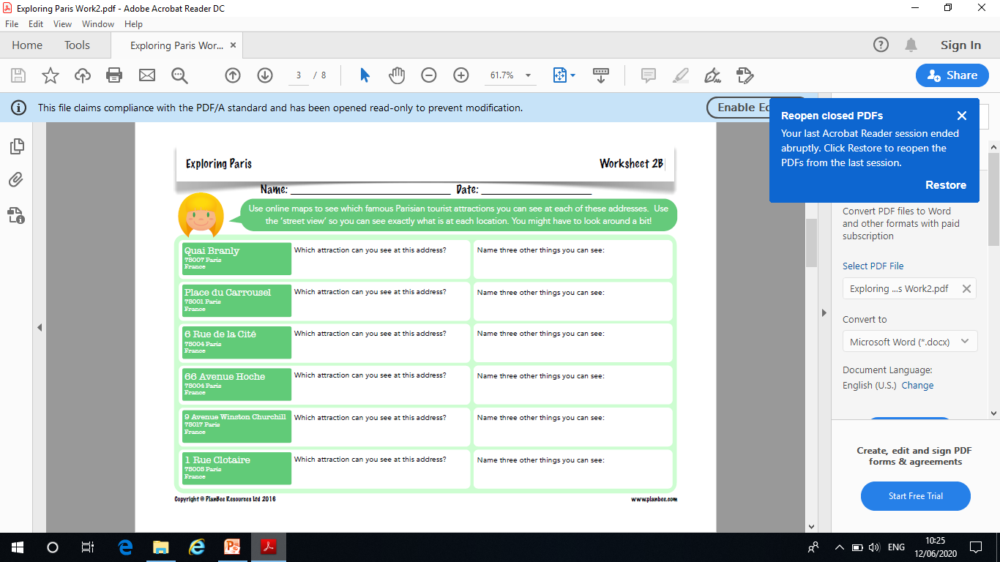 Exploring Paris Work2.pdf - Adobe Acrobat Reader DC
File Edit View Window Help
Home Tools Exploring Paris Wor... Sign In
3 / 8 61.7% Share
This file claims compliance with the PDF/A standard and has been opened read-only to prevent modification.
Enable Ed
Reopen closed PDFs
Your last Acrobat Reader session ended
abruptly. Click Restore to reopen the
PDFs from the last session.
Restore
Exploring Paris Worksheet 2B
Name: Date:
Use online maps to see which famous Parisian tourist attractions you can see at each of these addresses. Use
the ‘street view’ so you can see exactly what is at each location. You might have to look around a bit!
Quai Branly
75007 Paris
France
Which attraction can you see at this address?
Name three other things you can see:
Place du Carrousel
75001 Paris
France
Which attraction can you see at this address?
Name three other things you can see:
6 Rue de la Cité
75004 Paris
France
Which attraction can you see at this address?
Name three other things you can see:
66 Avenue Hoche
75004 Paris
France
Which attraction can you see at this address?
Name three other things you can see:
9 Avenue Winston Churchill
75017 Paris
France
Which attraction can you see at this address?
Name three other things you can see:
1 Rue Clotaire
75005 Paris
France
Which attraction can you see at this address?
Name three other things you can see:
Copyright © PlanBee Resources Ltd 2016 www.planbee.com
Convert PDF files to Word
and other formats with paid
subscription
Select PDF File
Exploring ...s Work2.pdf
Convert to
Microsoft Word (*.docx)
Document Language:
English (U.S.) Change
Create, edit and sign PDF
forms & agreements
Start Free Trial
ENG
10:25
12/06/2020